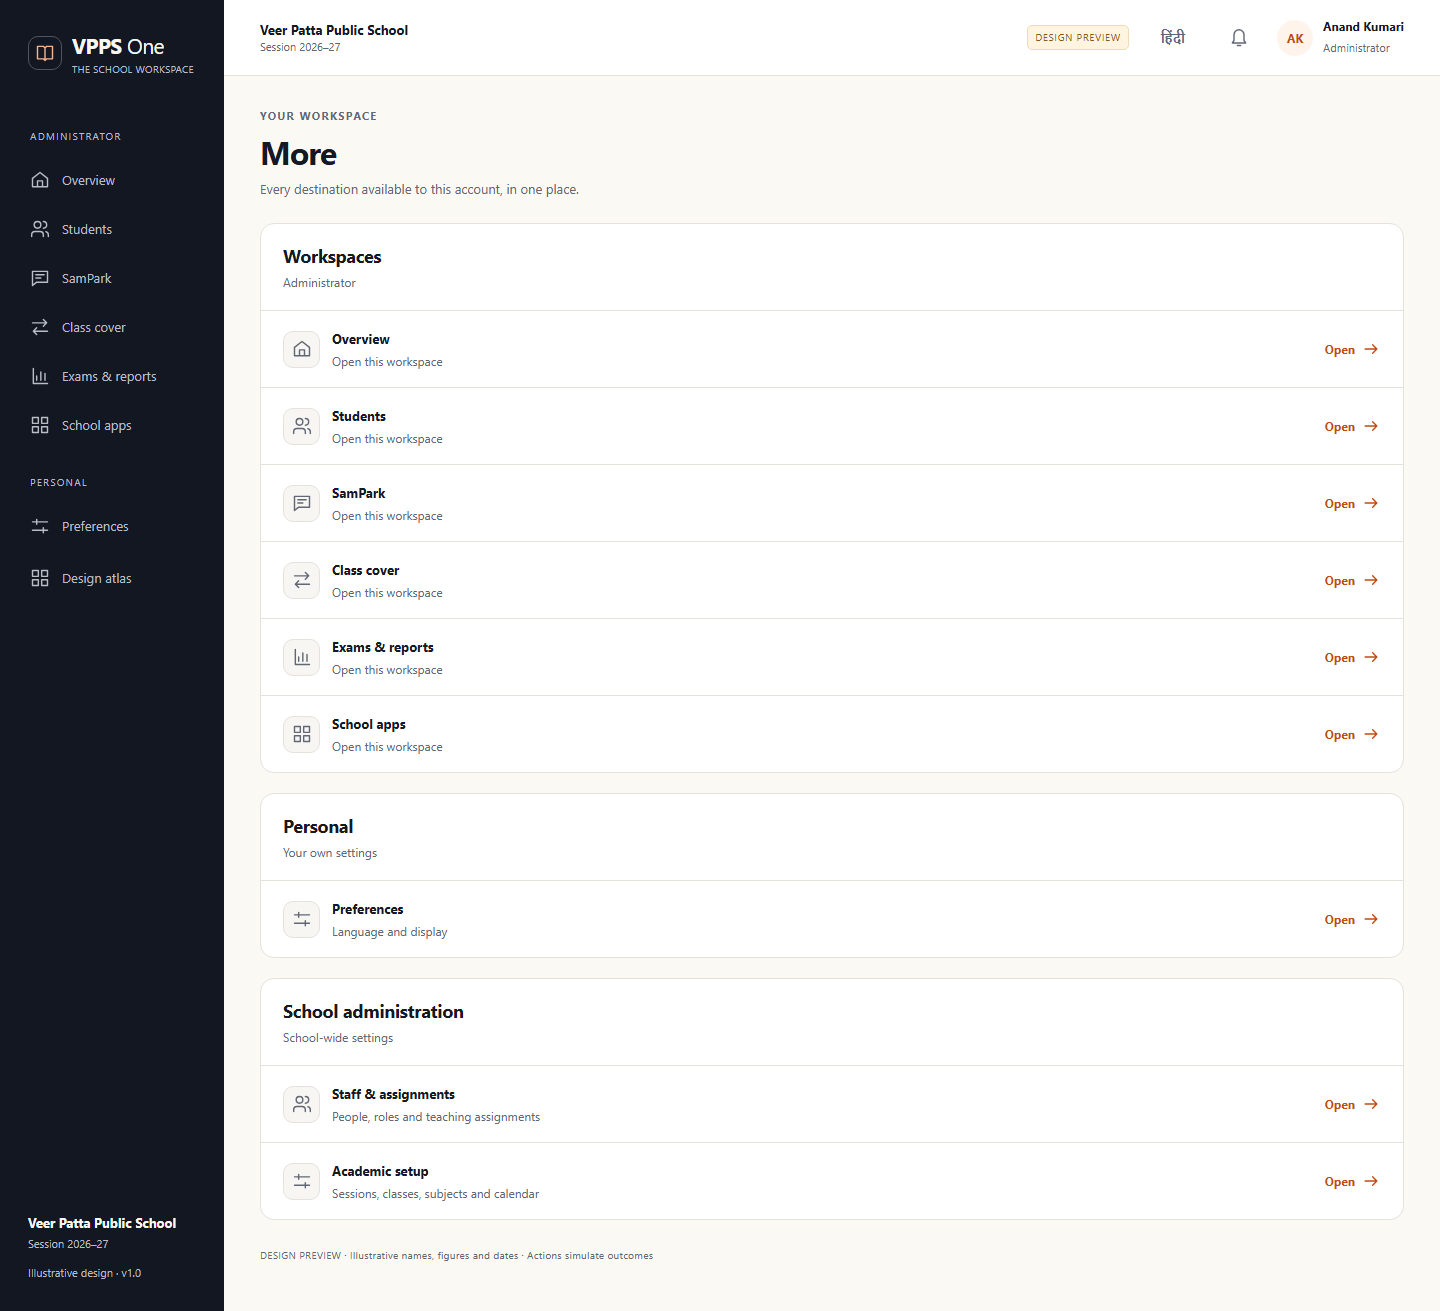 VPPS One
THE SCHOOL WORKSPACE
ADMINISTRATOR
Overview
Students
SamPark
Class cover
Exams & reports
School apps
PERSONAL
Preferences
Design atlas
Veer Patta Public School
Session 2026–27
Illustrative design · v1.0
Veer Patta Public School
Session 2026–27
DESIGN PREVIEW
हिंदी
AK
Anand Kumari
Administrator
YOUR WORKSPACE
More
Every destination available to this account, in one place.
Workspaces
Administrator
Overview
Open this workspace
Open
Students
Open this workspace
Open
SamPark
Open this workspace
Open
Class cover
Open this workspace
Open
Exams & reports
Open this workspace
Open
School apps
Open this workspace
Open
Personal
Your own settings
Preferences
Language and display
Open
School administration
School-wide settings
Staff & assignments
People, roles and teaching assignments
Open
Academic setup
Sessions, classes, subjects and calendar
Open
DESIGN PREVIEW · Illustrative names, figures and dates · Actions simulate outcomes